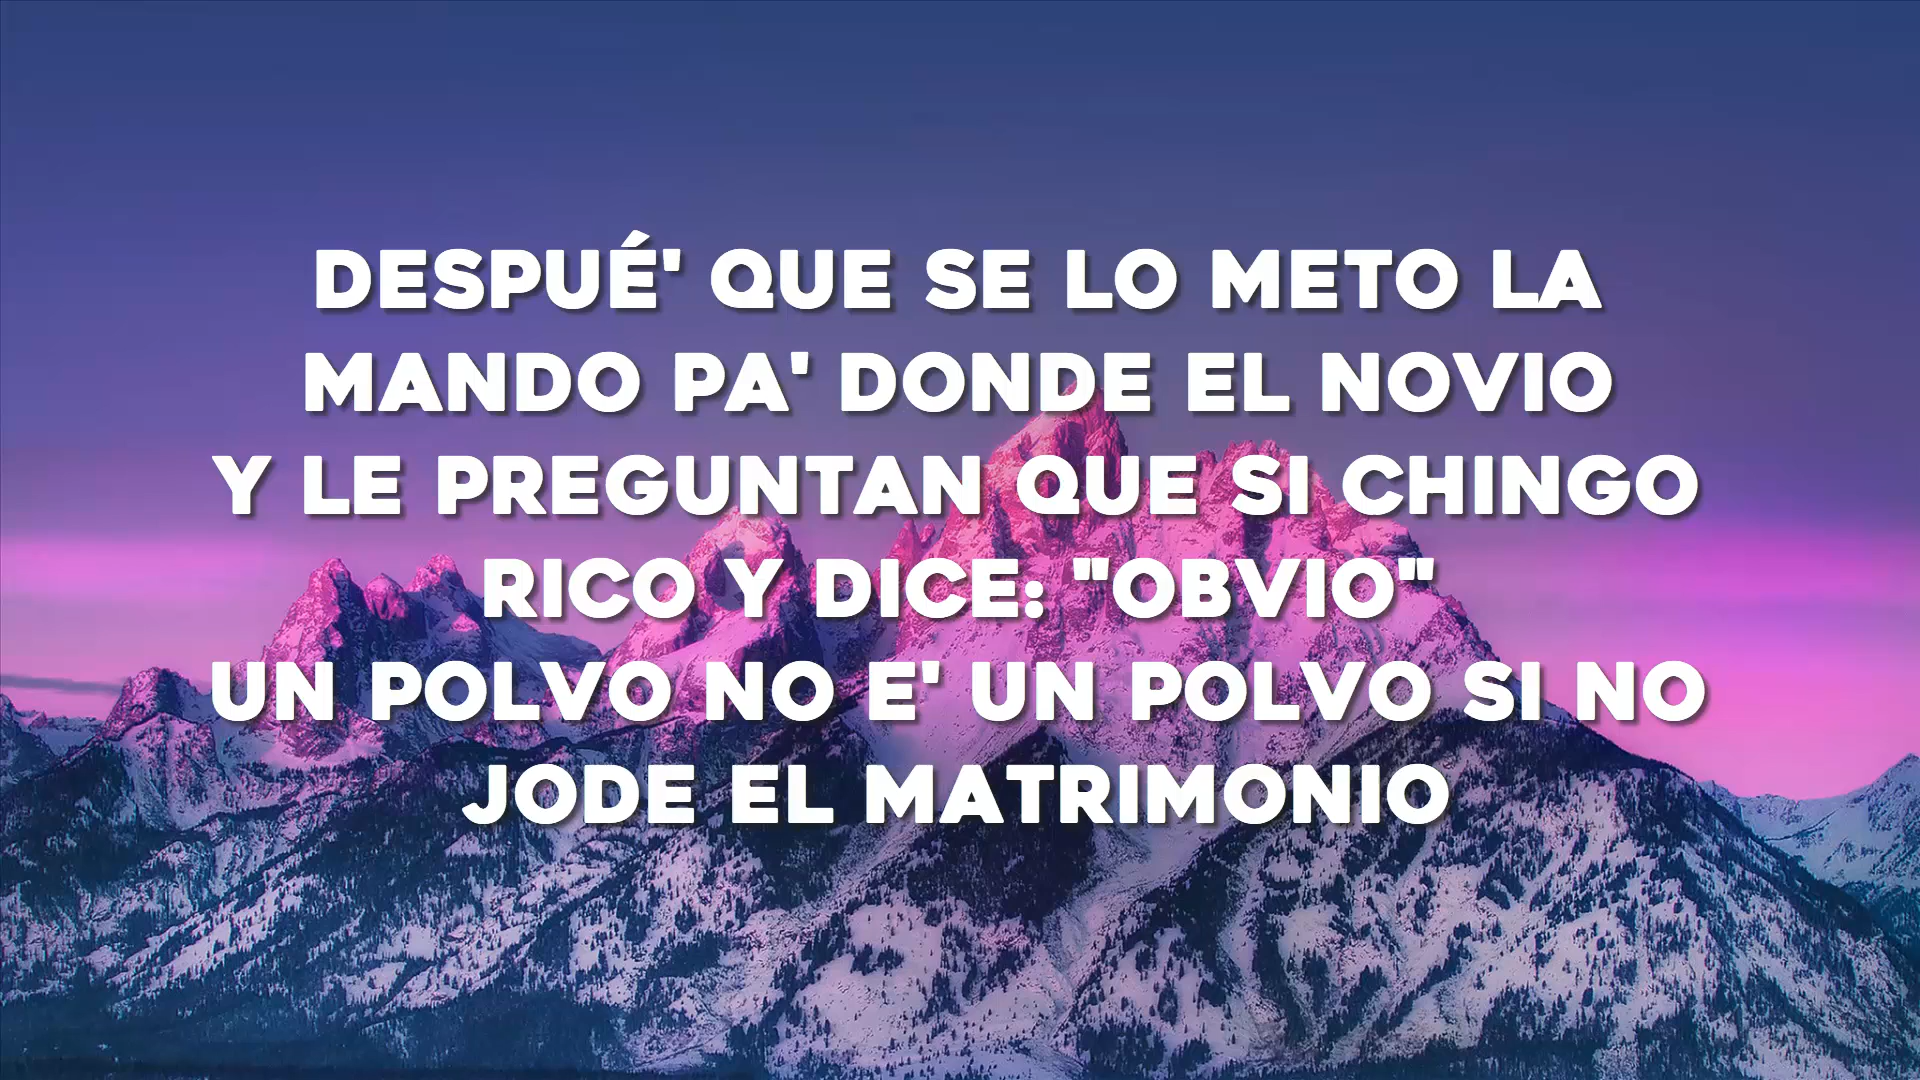 DESPUÉ' QUE SE LO METO LA
MANDO PA' DONDE EL NOVIO
Y LE PREGUNTAN QUE SI CHINGO
RICO Y DICE: "OBVIO"
UN POLVO NO E' UN POLVO SI NO
JODE EL MATRIMONIO